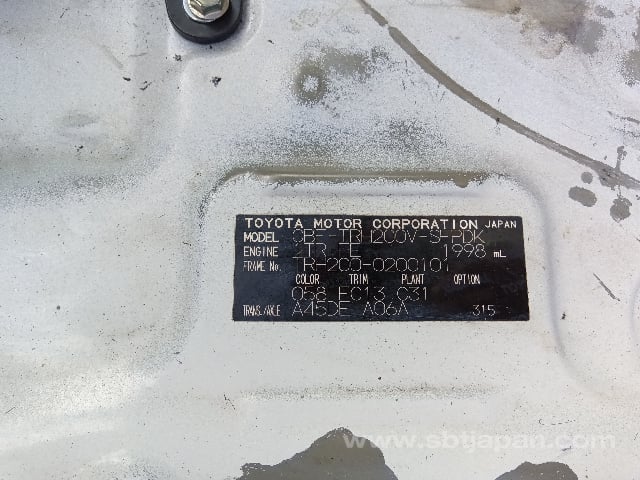 TOYOTA MOTOR CORPORATION JAPAN
MODEL CBF-TRH200V-SHPDK
ENGINE 1998 mL
FRAME No. TRH200-0200101
COLOR TRIM PLANT OPTION
058 EC13 C31
TRANS./AXLE A45DE A06A 315
www.sbtjapan.com